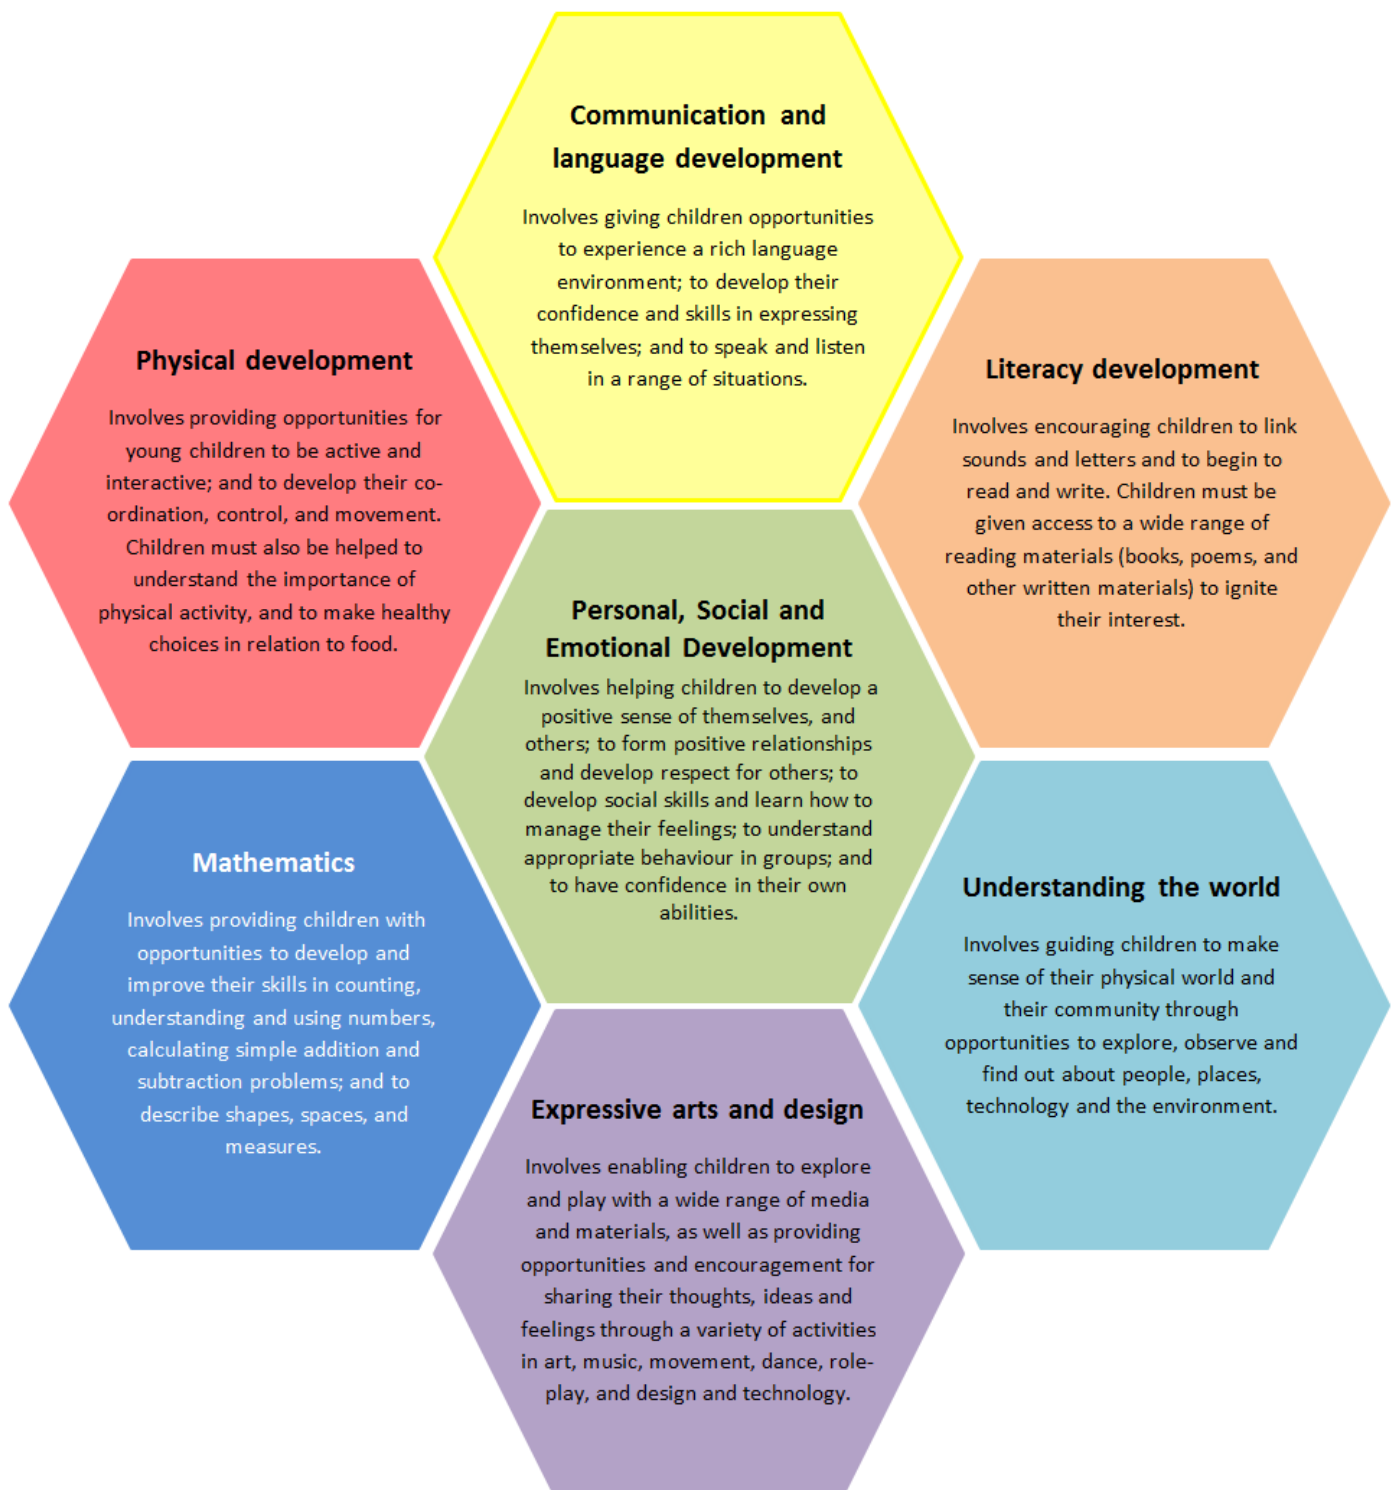 Communication and
language development
Involves giving children opportunities
to experience a rich language
environment; to develop their
confidence and skills in expressing
themselves; and to speak and listen
in a range of situations.
Physical development
Involves providing opportunities for
young children to be active and
interactive; and to develop their co-
ordination, control, and movement.
Children must also be helped to
understand the importance of
physical activity, and to make healthy
choices in relation to food.
Literacy development
Involves encouraging children to link
sounds and letters and to begin to
read and write. Children must be
given access to a wide range of
reading materials (books, poems, and
other written materials) to ignite
their interest.
Personal, Social and
Emotional Development
Involves helping children to develop a
positive sense of themselves, and
others; to form positive relationships
and develop respect for others; to
develop social skills and learn how to
manage their feelings; to understand
appropriate behaviour in groups; and
to have confidence in their own
abilities.
Mathematics
Involves providing children with
opportunities to develop and
improve their skills in counting,
understanding and using numbers,
calculating simple addition and
subtraction problems; and to
describe shapes, spaces, and
measures.
Understanding the world
Involves guiding children to make
sense of their physical world and
their community through
opportunities to explore, observe and
find out about people, places,
technology and the environment.
Expressive arts and design
Involves enabling children to explore
and play with a wide range of media
and materials, as well as providing
opportunities and encouragement for
sharing their thoughts, ideas and
feelings through a variety of activities
in art, music, movement, dance, role-
play, and design and technology.